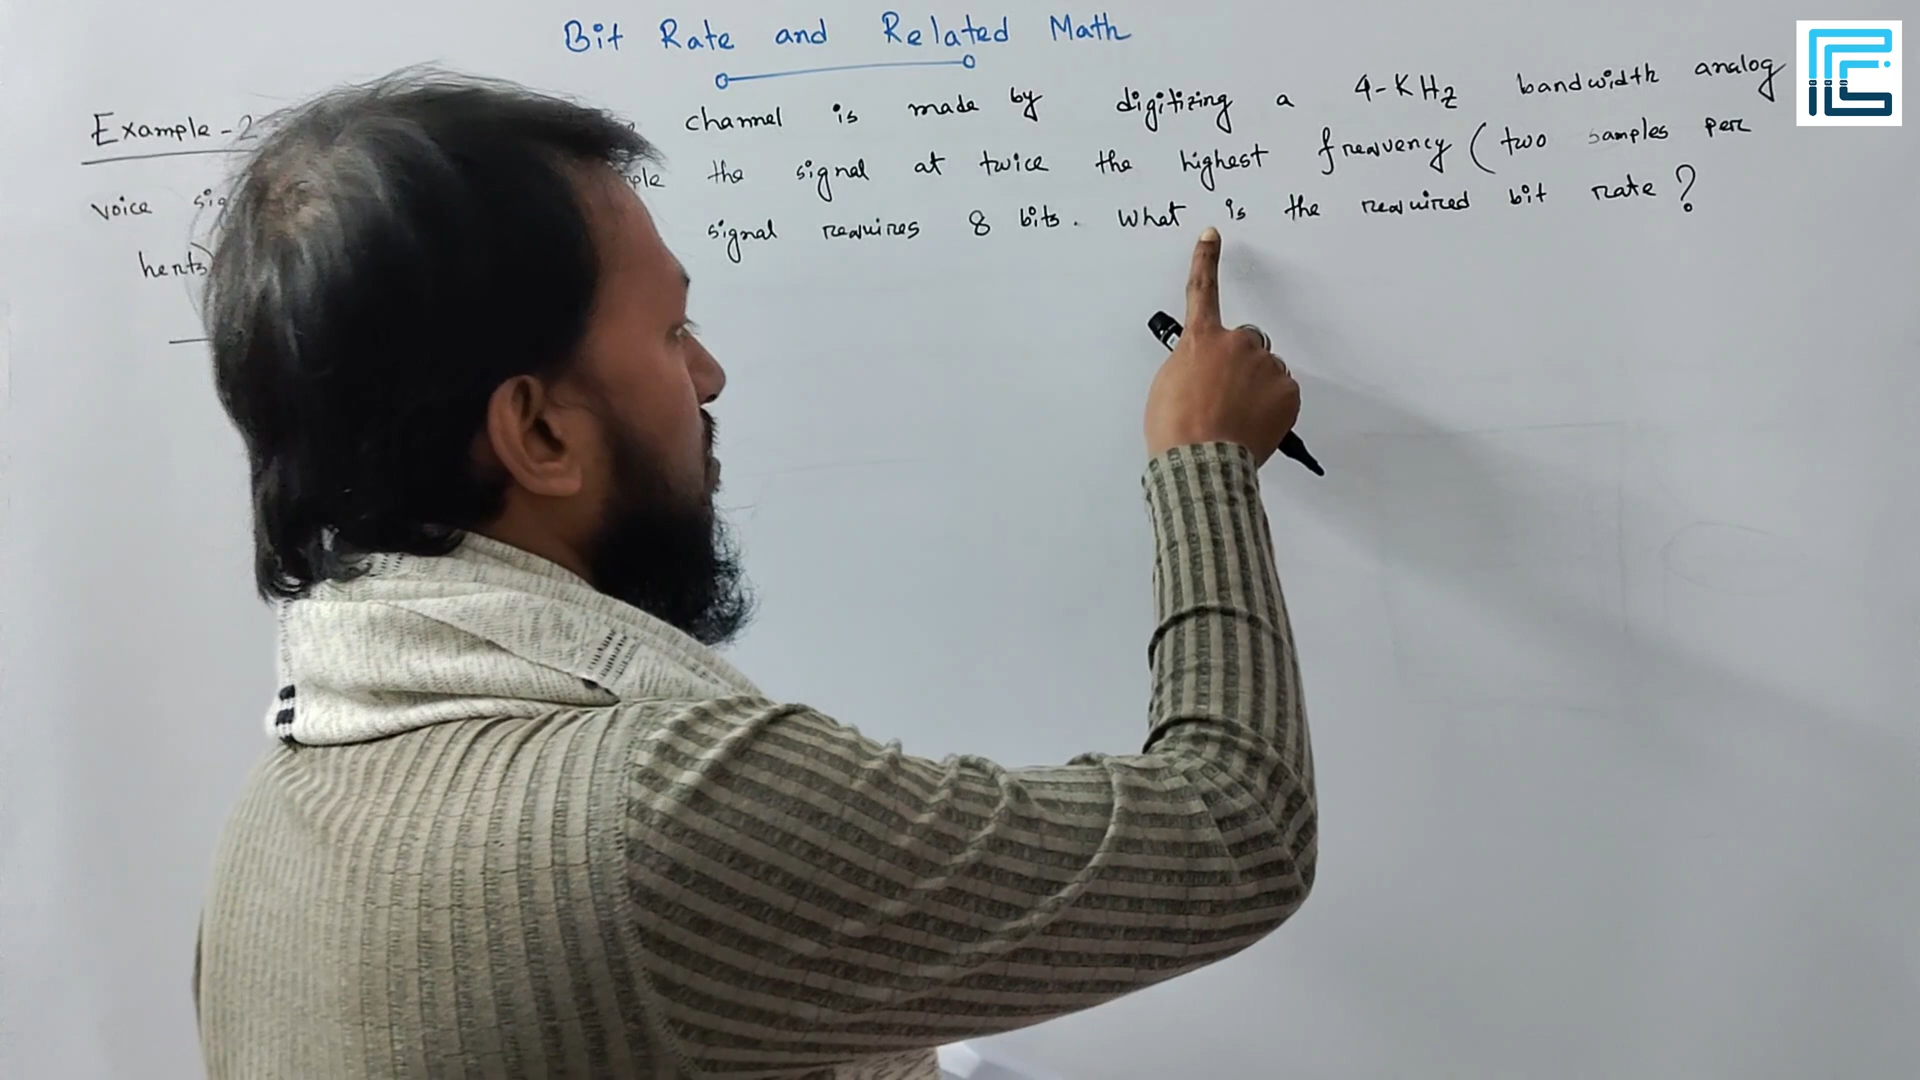 Bit Rate and Related Math
Example-2 channel is made by digitizing a 4-KHz bandwidth analog
voice the signal at twice the highest frequency (two samples per
hertz) signal requires 8 bits. What is the required bit rate?